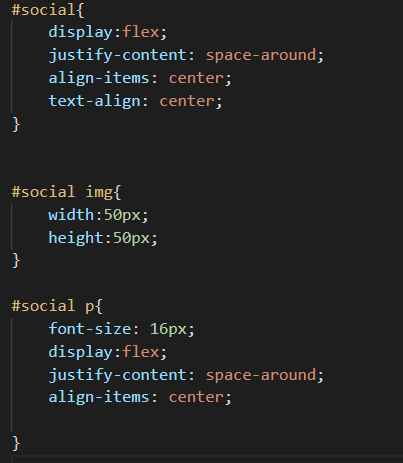 #social{
display:flex;
justify-content: space-around;
align-items: center;
text-align: center;
}
#social img{
width:50px;
height:50px;
}
#social p{
font-size: 16px;
display:flex;
justify-content: space-around;
align-items: center;
}